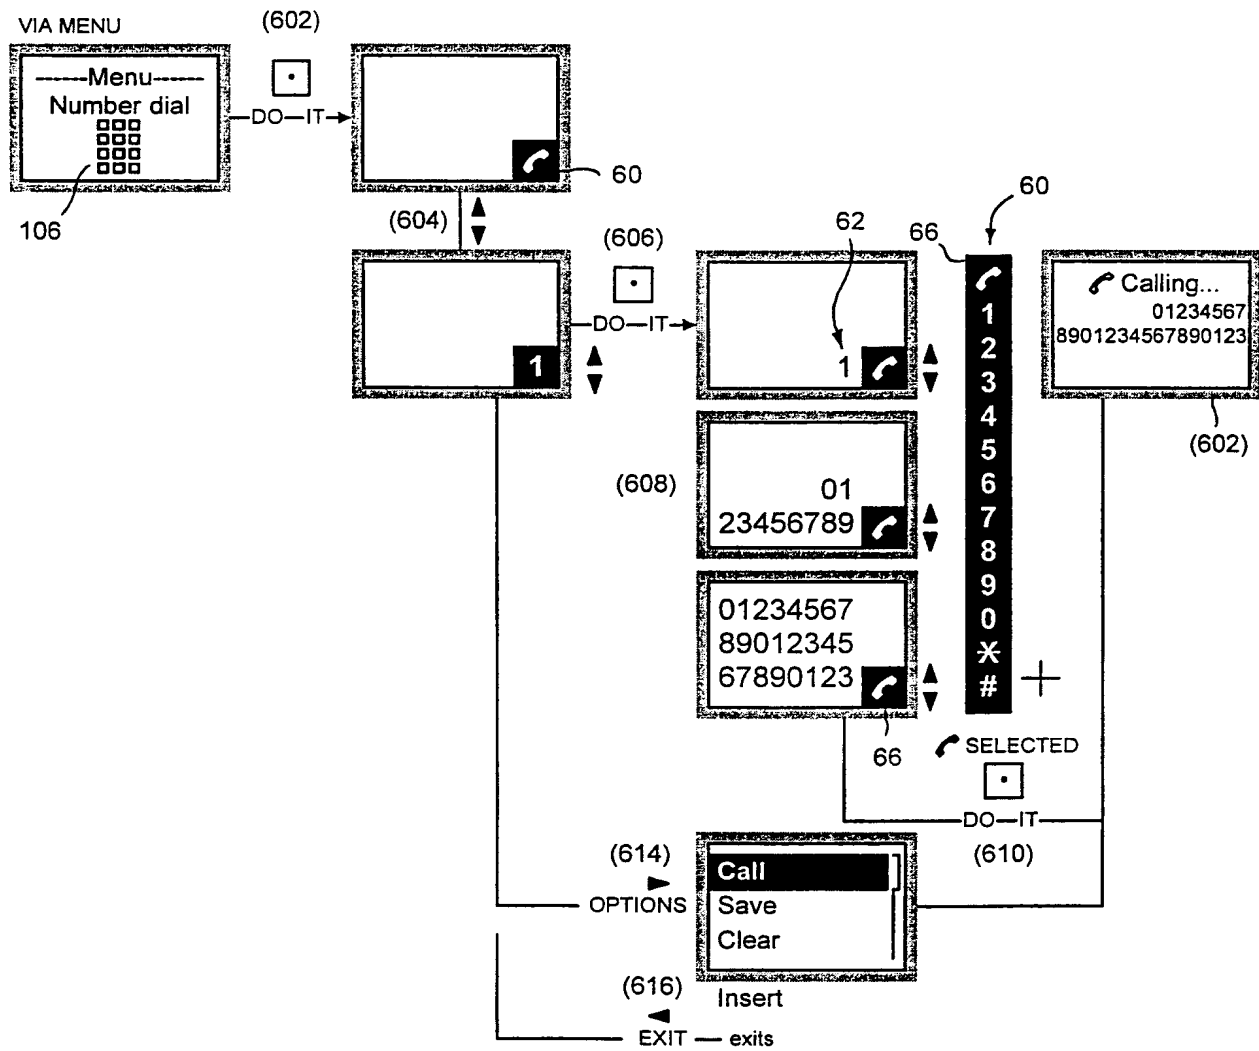 VIA MENU
(602)
-----Menu-----
Number dial
DO—IT
60
106
(604)
(606)
1
DO—IT
62
1
66
60
1
2
3
4
5
6
7
8
9
0
*
#
+
Calling...
01234567
8901234567890123
(602)
(608)
01
23456789
01234567
89012345
67890123
66
SELECTED
DO—IT
(610)
(614)
OPTIONS
Call
Save
Clear
Insert
(616)
EXIT — exits